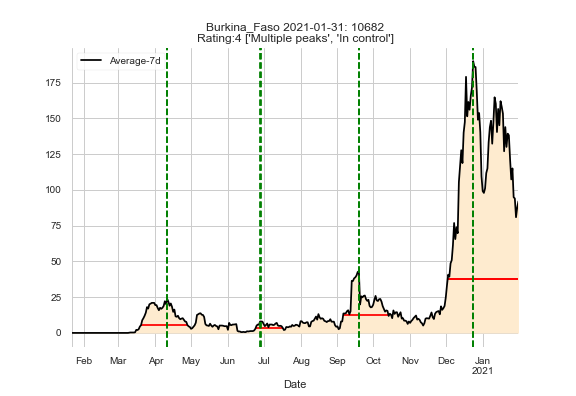 Burkina_Faso 2021-01-31: 10682
Rating:4 ['Multiple peaks', 'In control']
Average-7d
175
150
125
100
75
50
25
0
Feb Mar Apr May Jun Jul Aug Sep Oct Nov Dec Jan
2021
Date